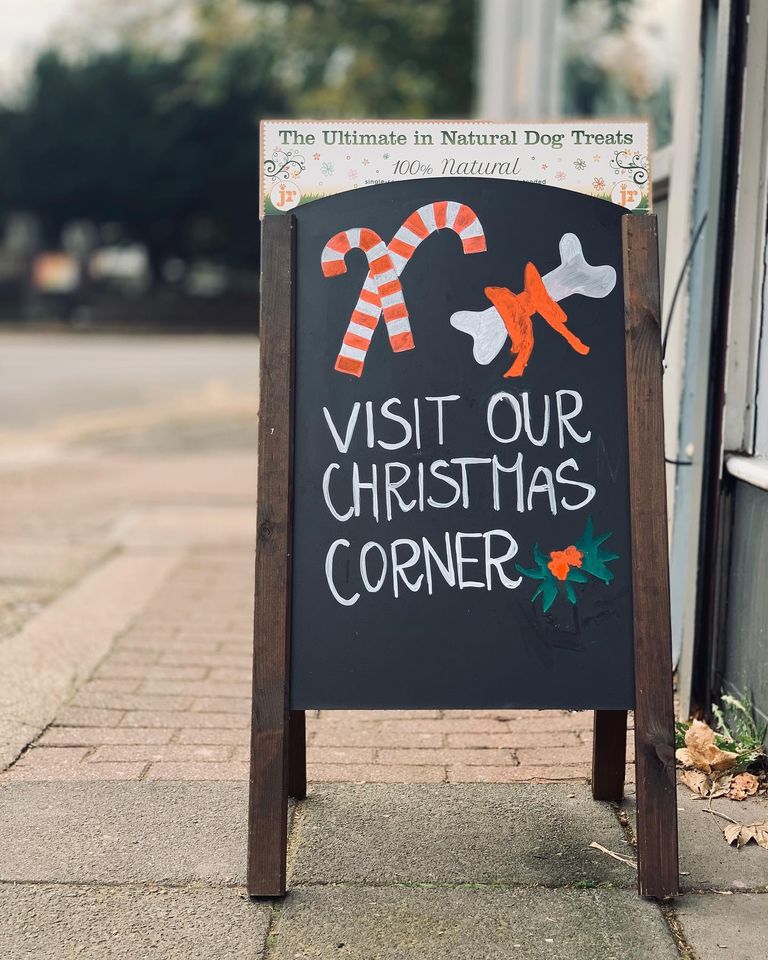 The Ultimate in Natural Dog Treats
100% Natural
jr jr
VISIT OUR
CHRISTMAS
CORNER